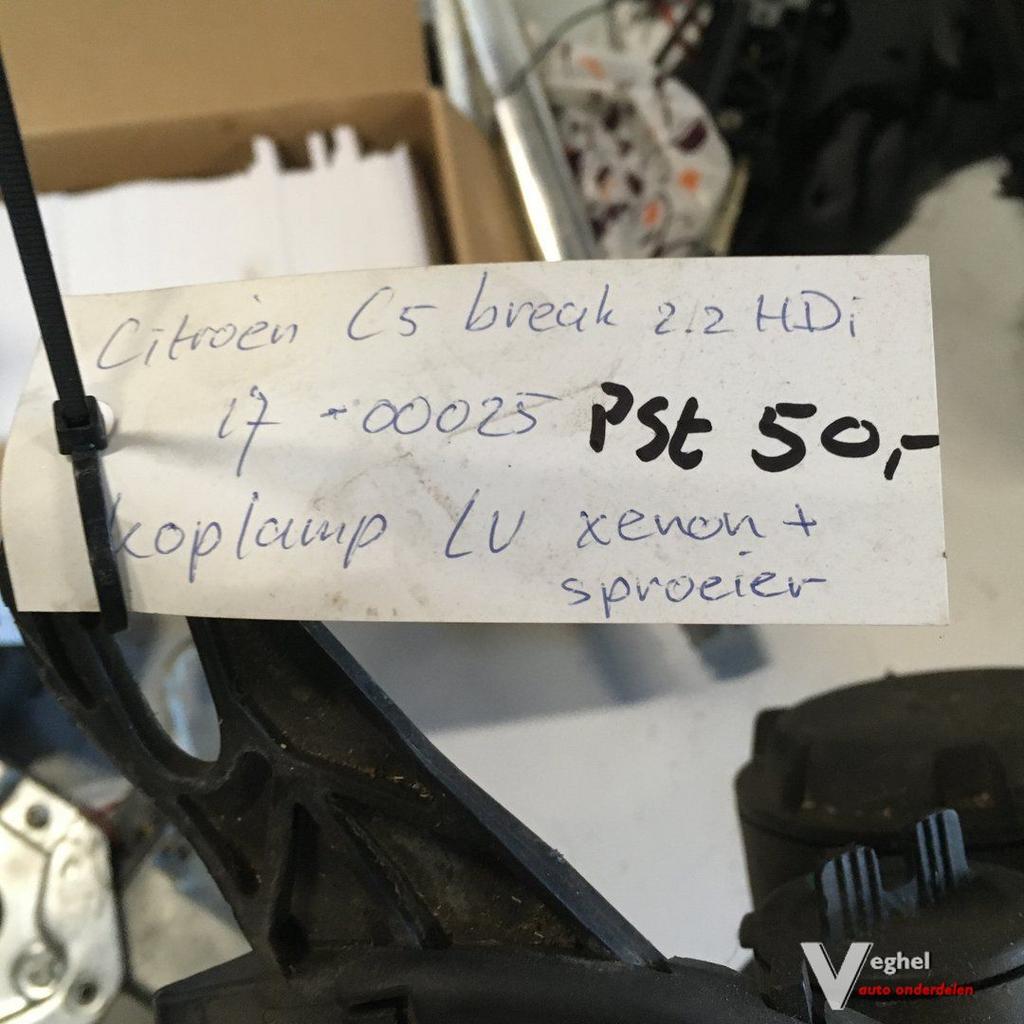 Citroën C5 break 2.2 HDi
17 - 00025 PSt 50,-
koplamp LV xenon +
sproeier
Veghel
auto onderdelen